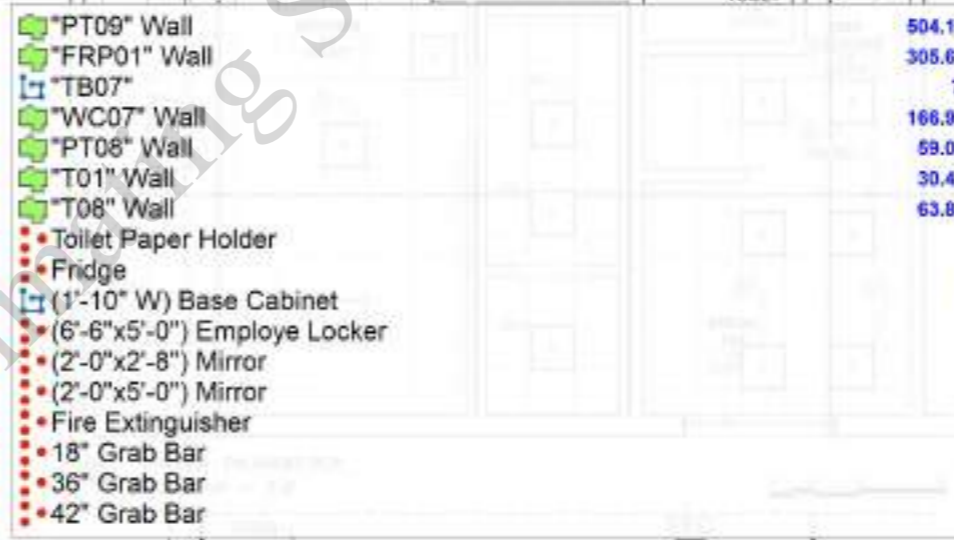 "PT09" Wall 504.1
"FRP01" Wall 305.6
"TB07"
"WC07" Wall 166.9
"PT08" Wall 59.0
"T01" Wall 30.4
"T08" Wall 63.8
Toilet Paper Holder
Fridge
(1'-10" W) Base Cabinet
(6'-6"x5'-0") Employe Locker
(2'-0"x2'-8") Mirror
(2'-0"x5'-0") Mirror
Fire Extinguisher
18" Grab Bar
36" Grab Bar
42" Grab Bar